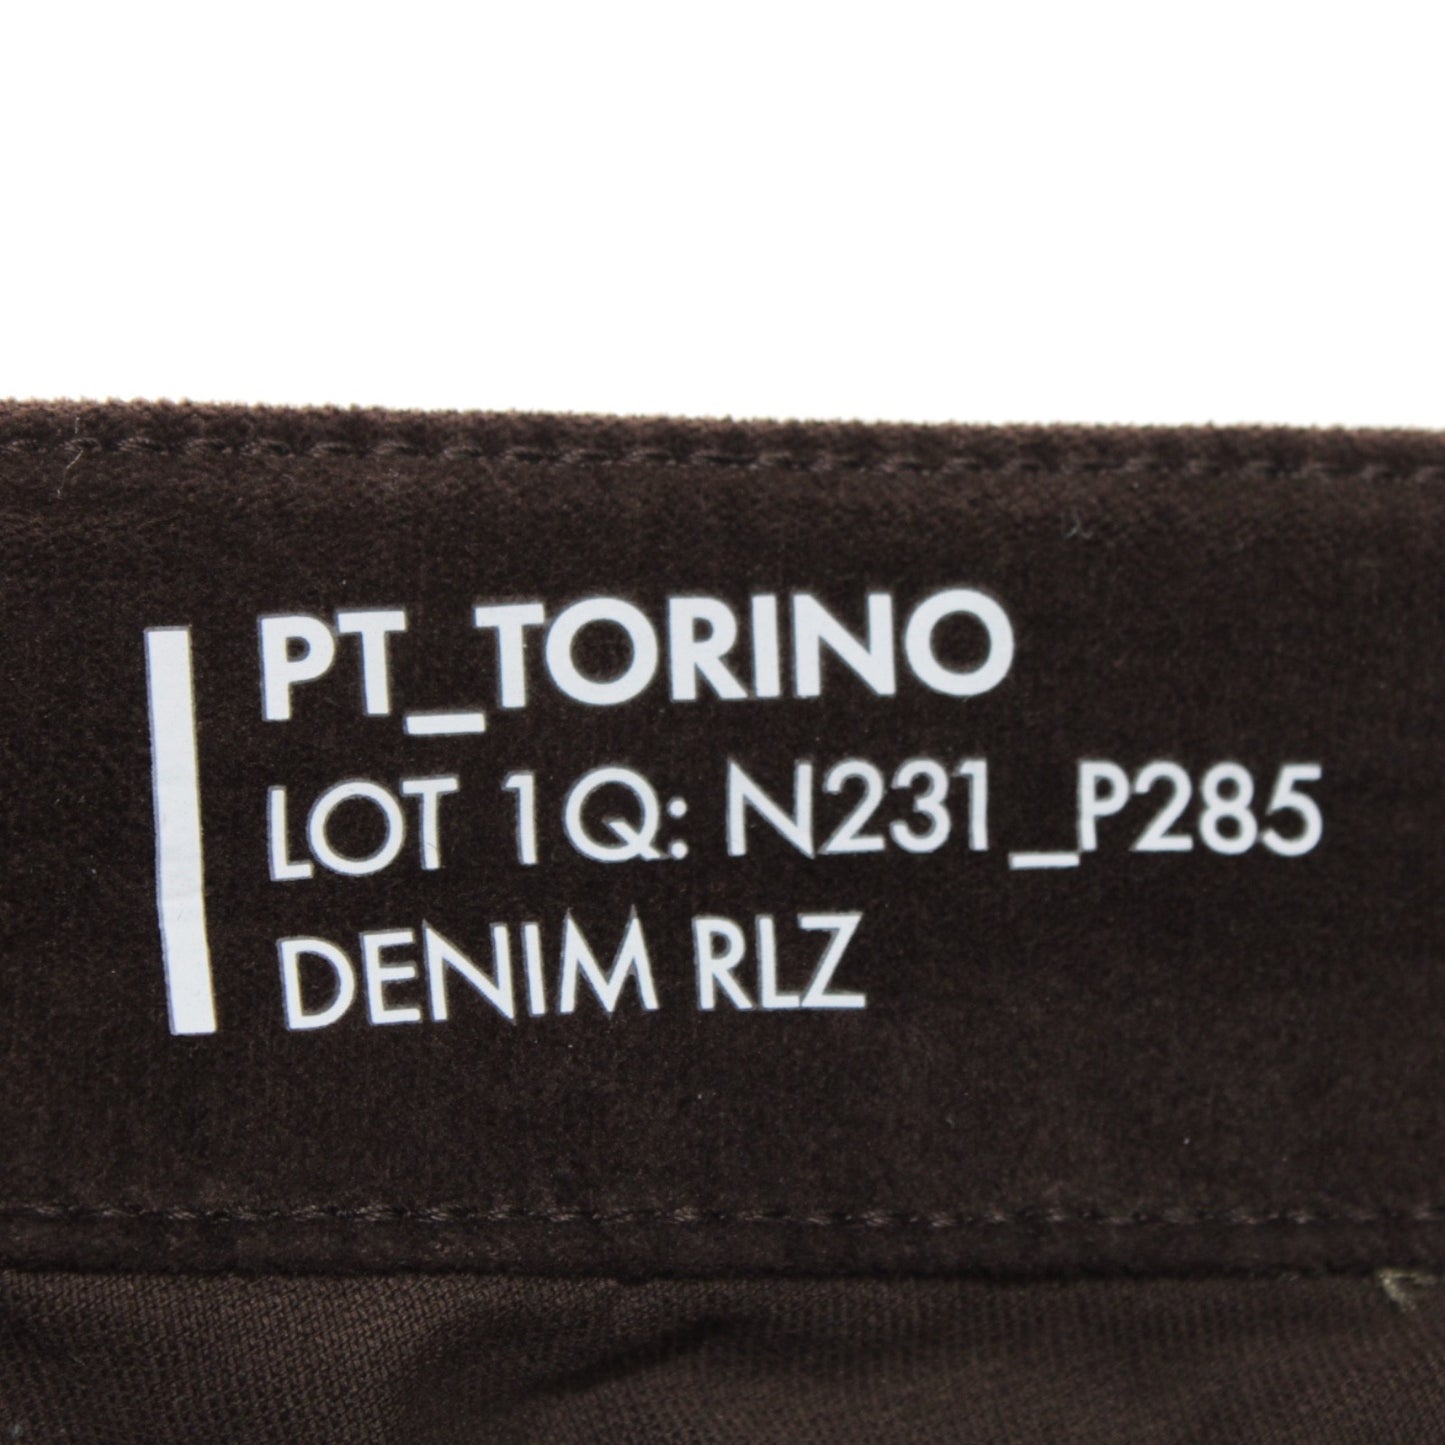 PT_TORINO
LOT 1Q: N231_P285
DENIM RLZ